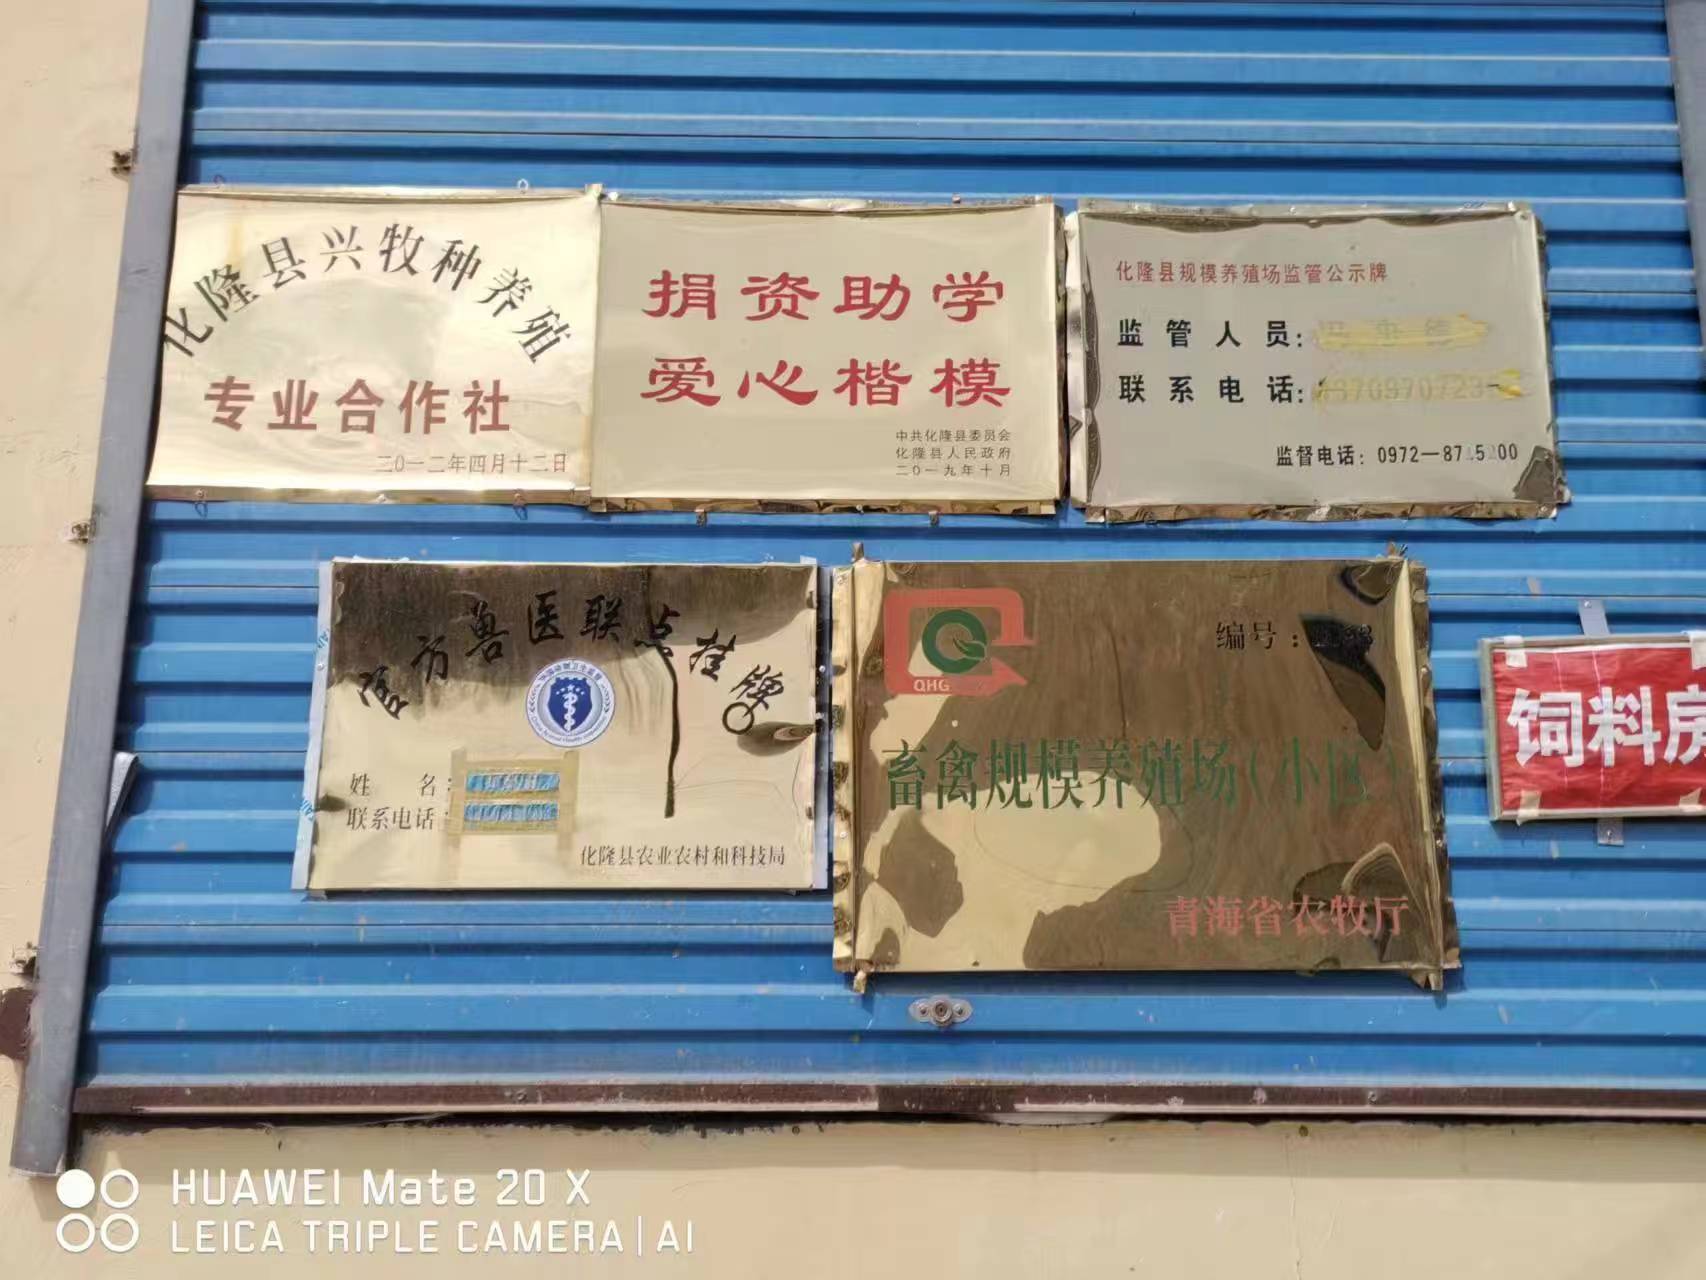 化隆县兴牧种养殖
专业合作社
二〇一二年四月十二日
捐资助学
爱心楷模
中共化隆县委员会
化隆县人民政府
二〇一九年十月
化隆县规模养殖场监管公示牌
监管人员：
联系电话：
监督电话：0972—87
官方兽医联点挂牌
姓 名：
联系电话：
化隆县农业农村和科技局
QHG
编号：
畜禽规模养殖场（小区）
青海省农牧厅
饲料房
HUAWEI Mate 20 X
LEICA TRIPLE CAMERA | AI